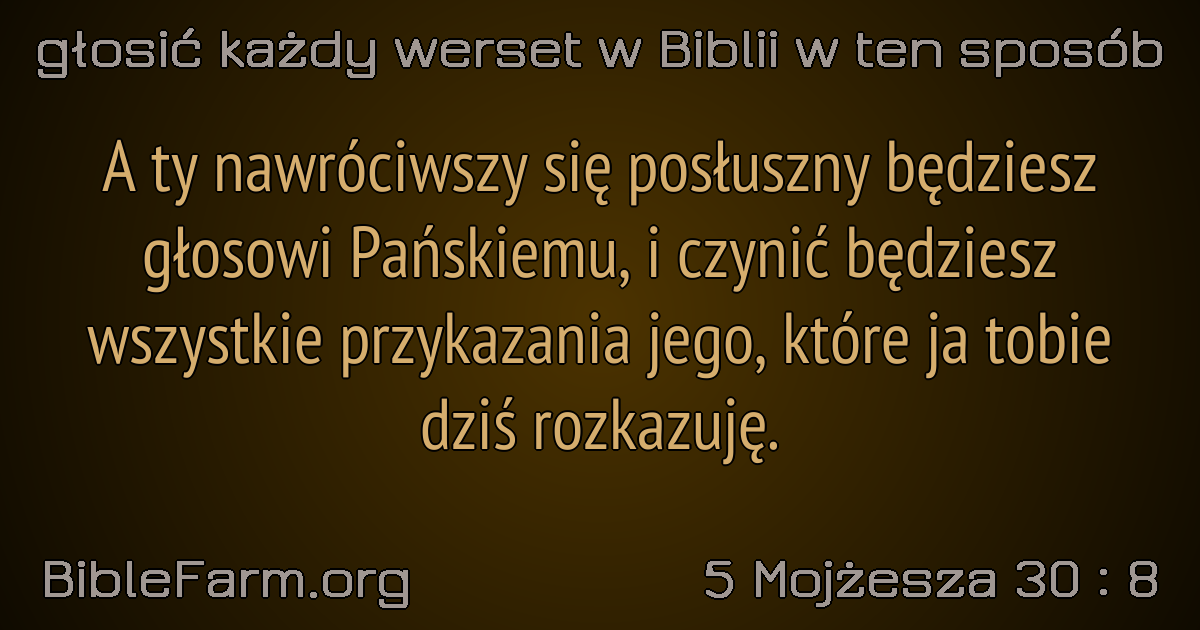 głosić każdy werset w Biblii w ten sposób
A ty nawróciwszy się posłuszny będziesz
głosowi Pańskiemu, i czynić będziesz
wszystkie przykazania jego, które ja tobie
dziś rozkazuję.
BibleFarm.org
5 Mojżesza 30 : 8